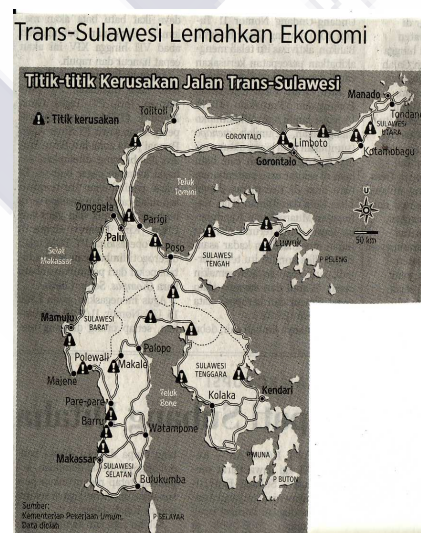 Trans-Sulawesi Lemahkan Ekonomi
Titik-titik Kerusakan Jalan Trans-Sulawesi
: Titik kerusakan
Manado
Tondano
SULAWESI
UTARA
Tolitoli
GORONTALO
Limboto
Kotamobagu
Gorontalo
Teluk
Tomini
U
50 km
Donggala
Parigi
Palu
Poso
LUWUK
P PELENG
SULAWESI
TENGAH
Selat
Makassar
Mamuju
SULAWESI
BARAT
Polewali
Palopo
Makale
Majene
SULAWESI
TENGGARA
Pare-pare
Teluk
Bone
Kolaka
Kendari
Barru
Watampone
Makassar
P MUNA
P BUTON
SULAWESI
SELATAN
Bulukumba
P SELAYAR
Sumber:
Kementerian Pekerjaan Umum,
Data diolah